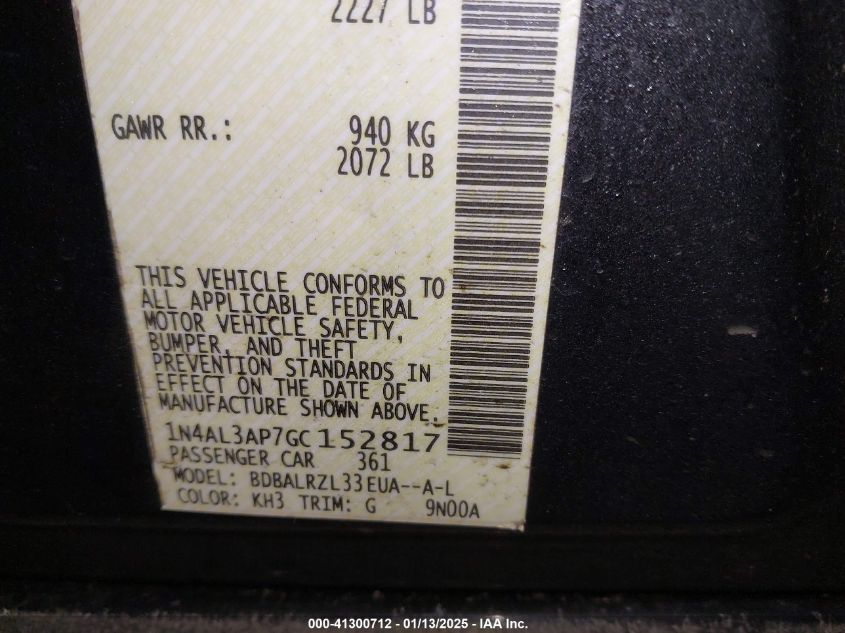 2227 LB
GAWR RR.: 940 KG
2072 LB
THIS VEHICLE CONFORMS TO
ALL APPLICABLE FEDERAL
MOTOR VEHICLE SAFETY,
BUMPER, AND THEFT
PREVENTION STANDARDS IN
EFFECT ON THE DATE OF
MANUFACTURE SHOWN ABOVE.
1N4AL3AP7GC152817
PASSENGER CAR 361
MODEL: BDBALRZL33EUA--A-L
COLOR: KH3 TRIM: G 9N00A
000-41300712 - 01/13/2025 - IAA Inc.